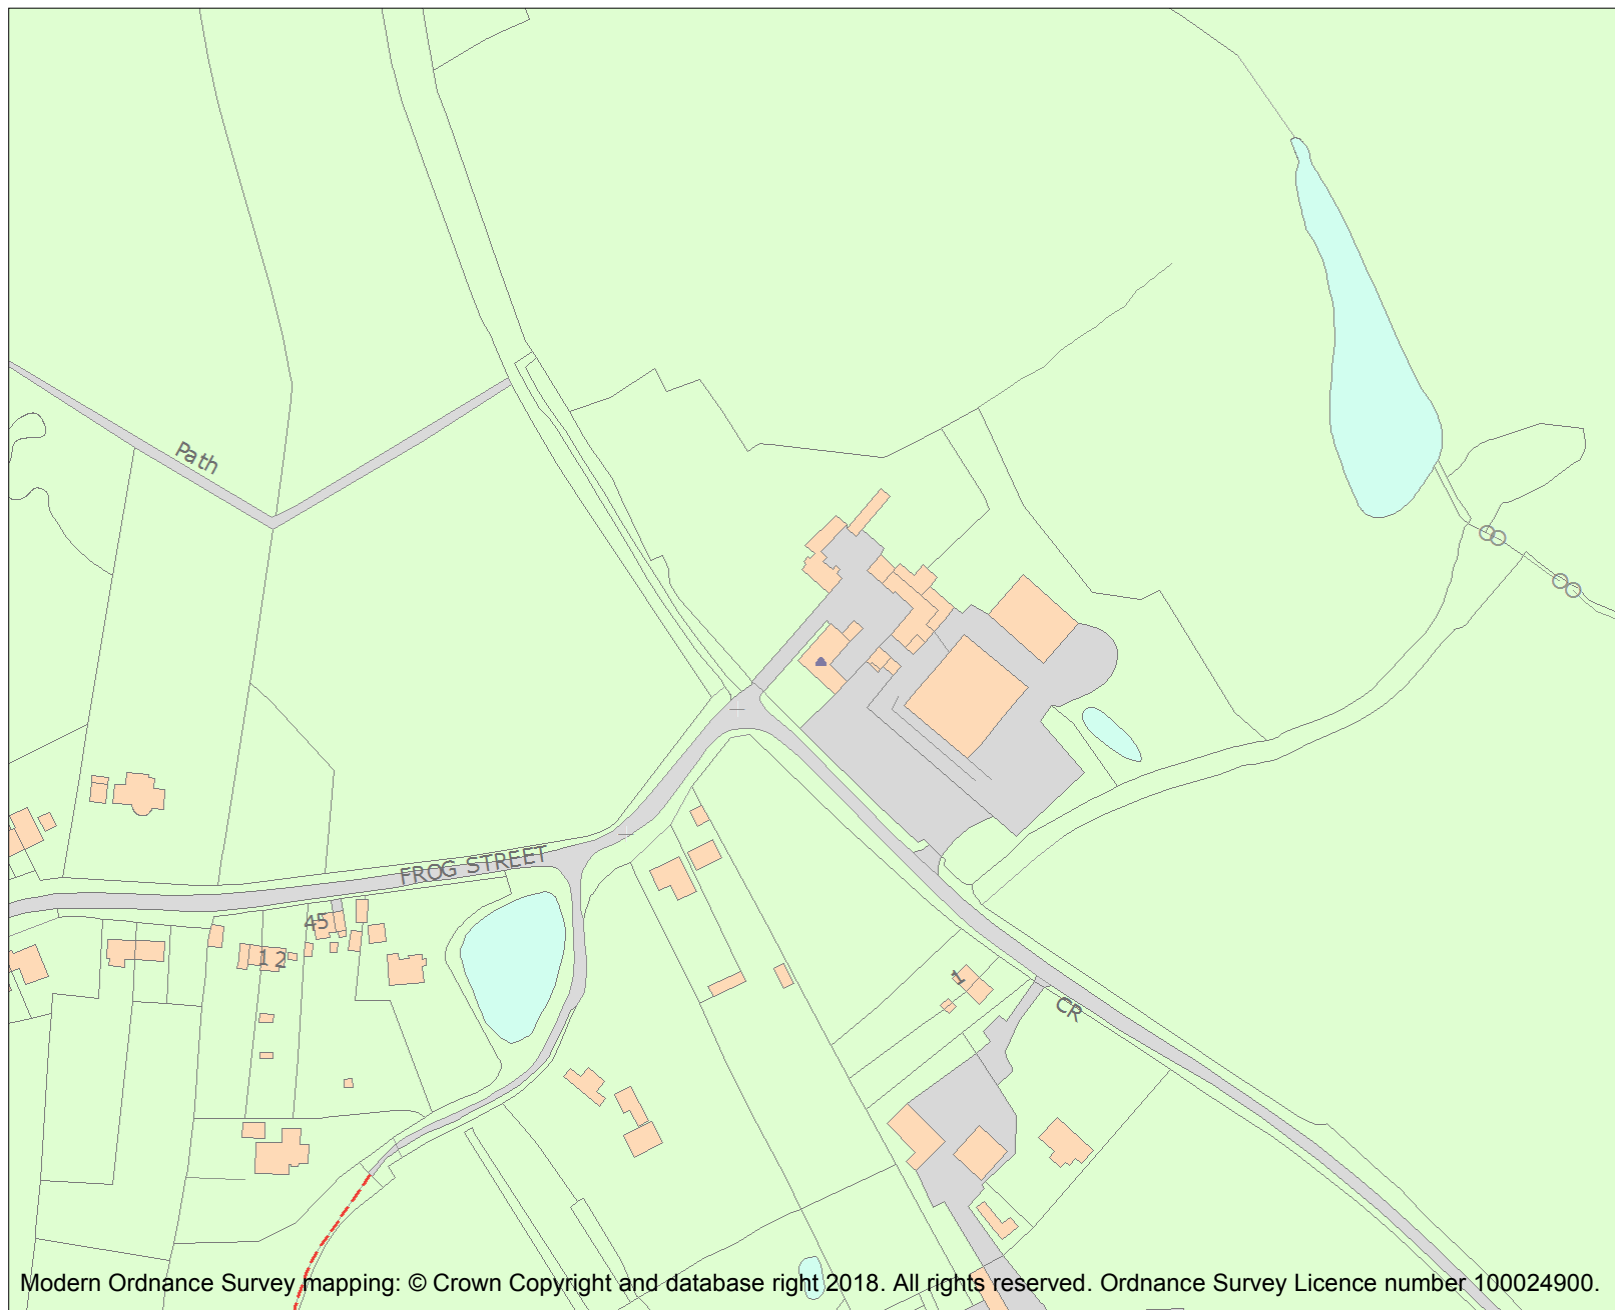 Path
FROG STREET
45
1 2
1
CR
Modern Ordnance Survey mapping: © Crown Copyright and database right 2018. All rights reserved. Ordnance Survey Licence number 100024900.